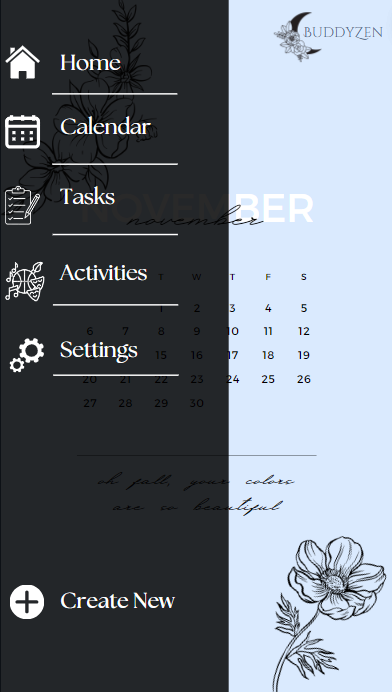 BUDDYZEN
Home
Calendar
Tasks
NOVEMBER
november
Activities
T W T F S
1 2 3 4 5
6 7 8 9 10 11 12
Settings
15 16 17 18 19
20 21 22 23 24 25 26
27 28 29 30
oh fall, your colors
are so beautiful
Create New